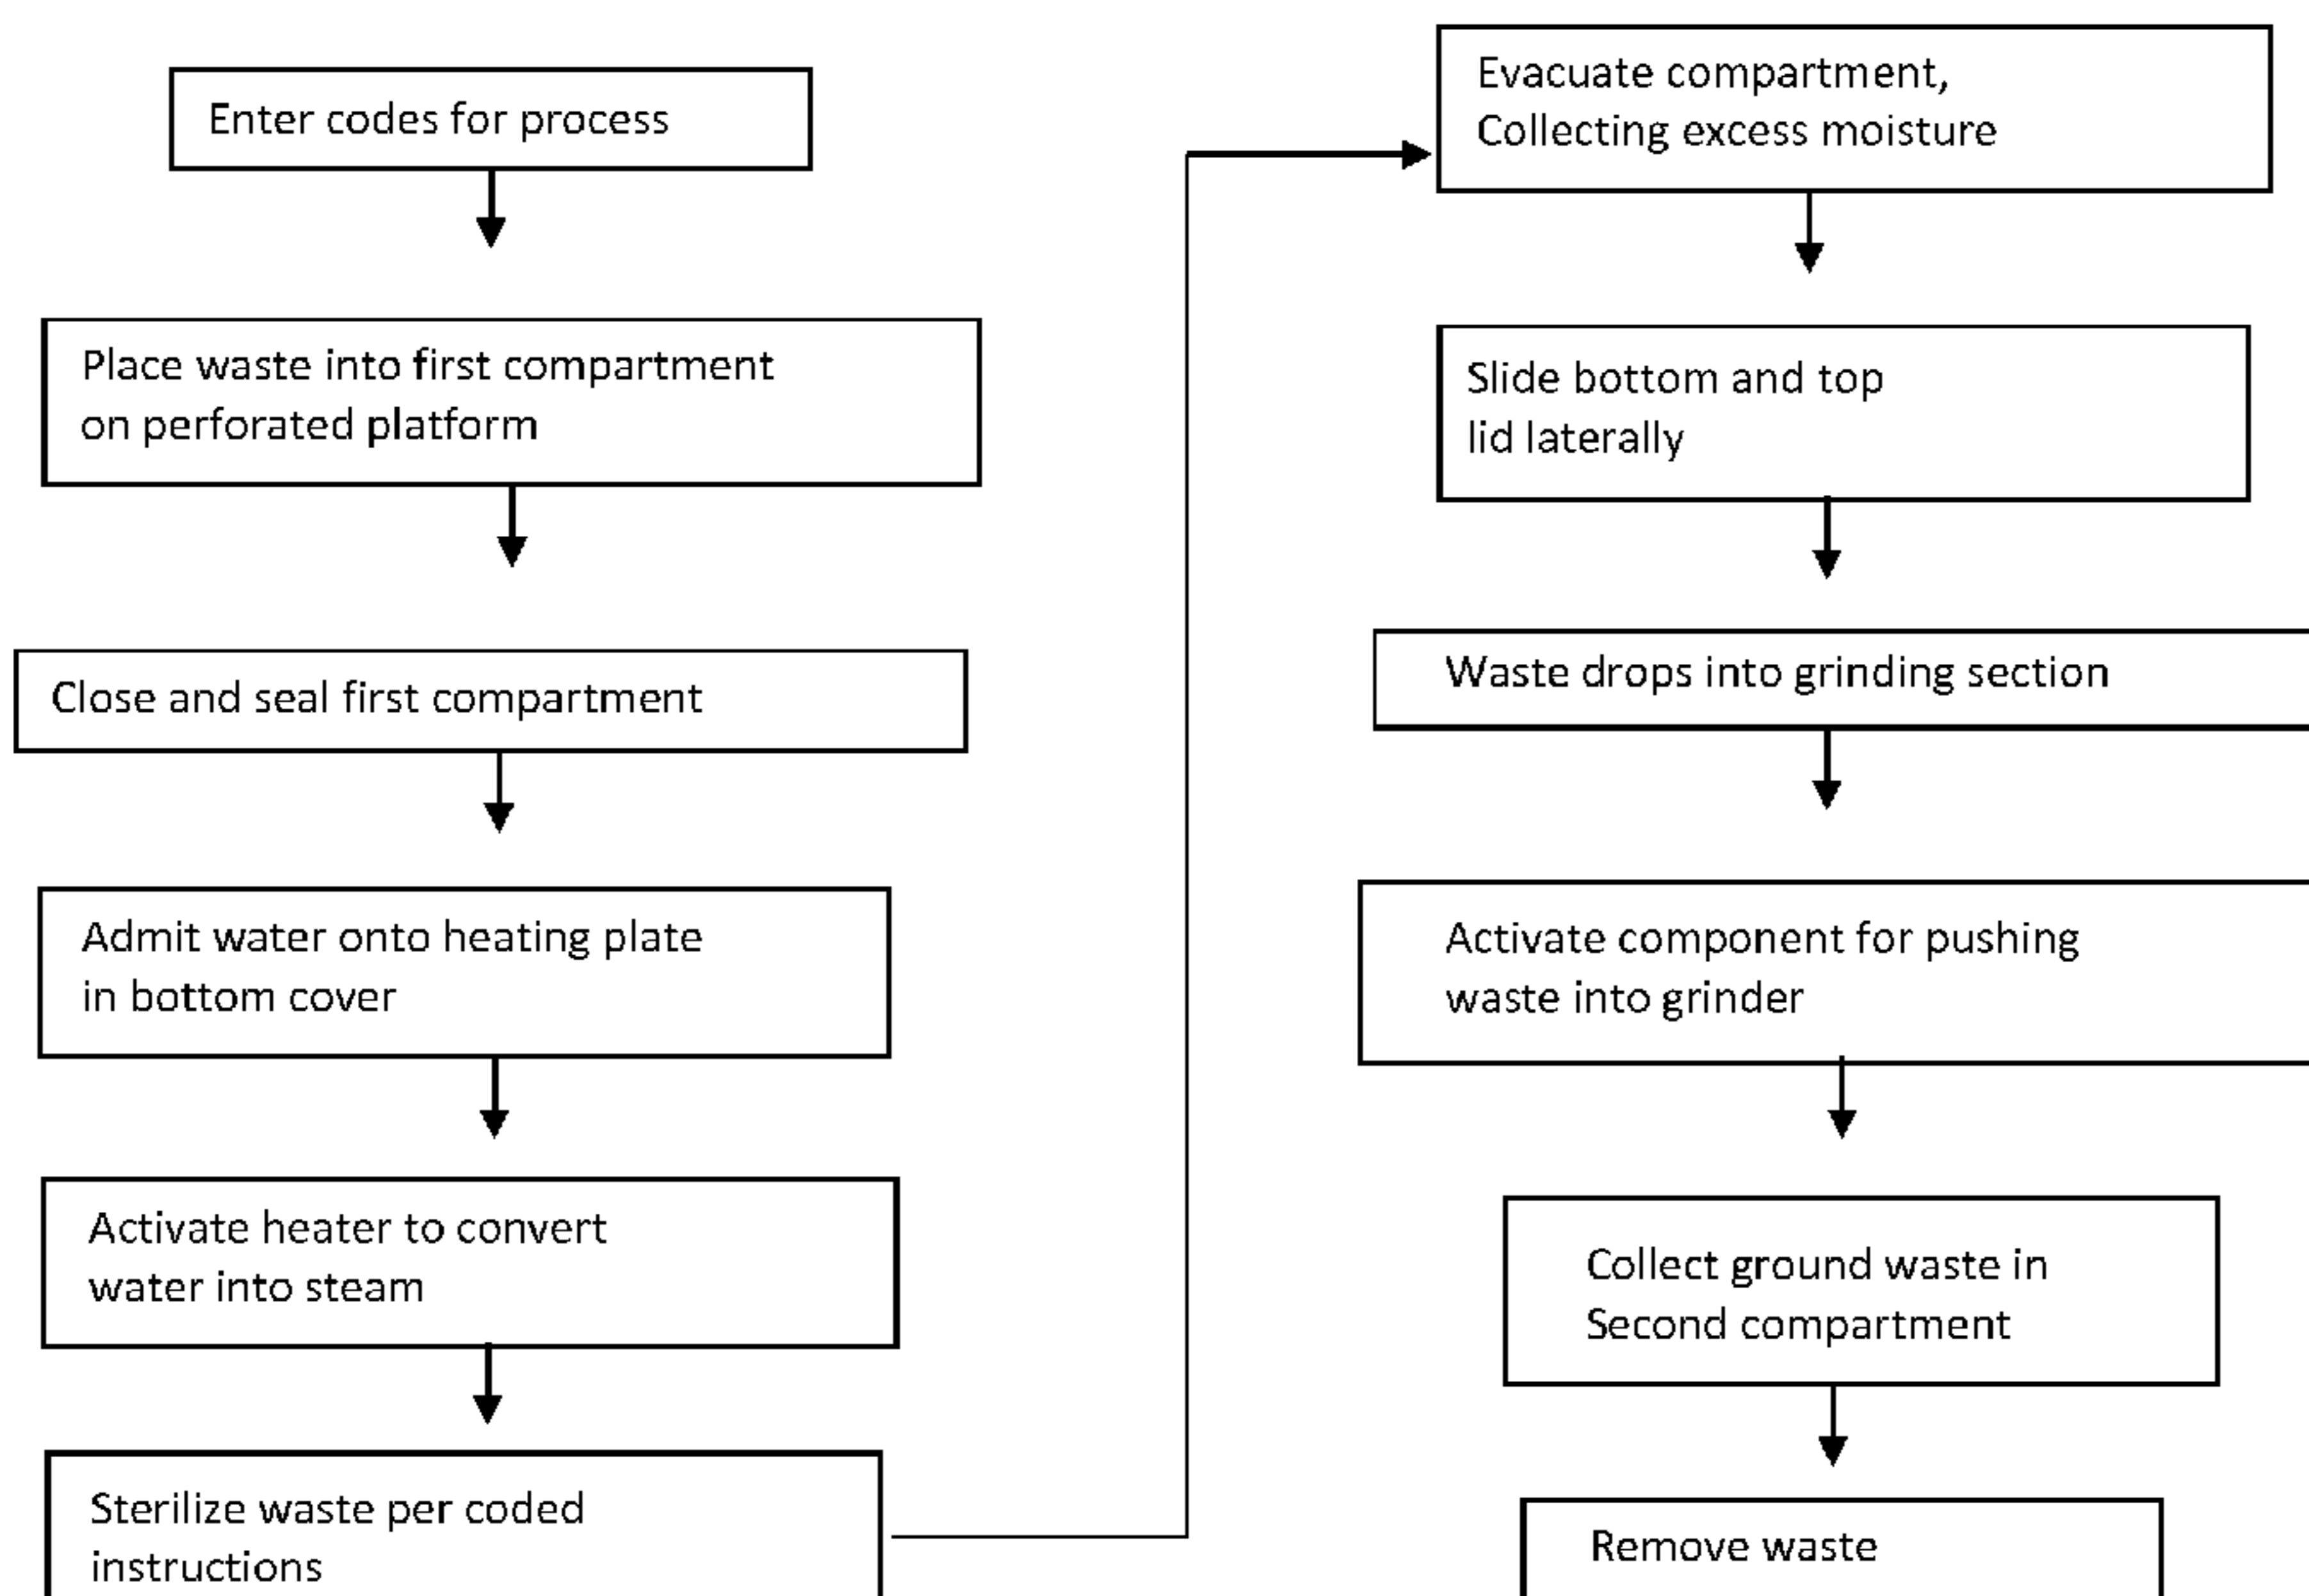 Enter codes for process
Place waste into first compartment
on perforated platform
Close and seal first compartment
Admit water onto heating plate
in bottom cover
Activate heater to convert
water into steam
Sterilize waste per coded
instructions
Evacuate compartment,
Collecting excess moisture
Slide bottom and top
lid laterally
Waste drops into grinding section
Activate component for pushing
waste into grinder
Collect ground waste in
Second compartment
Remove waste